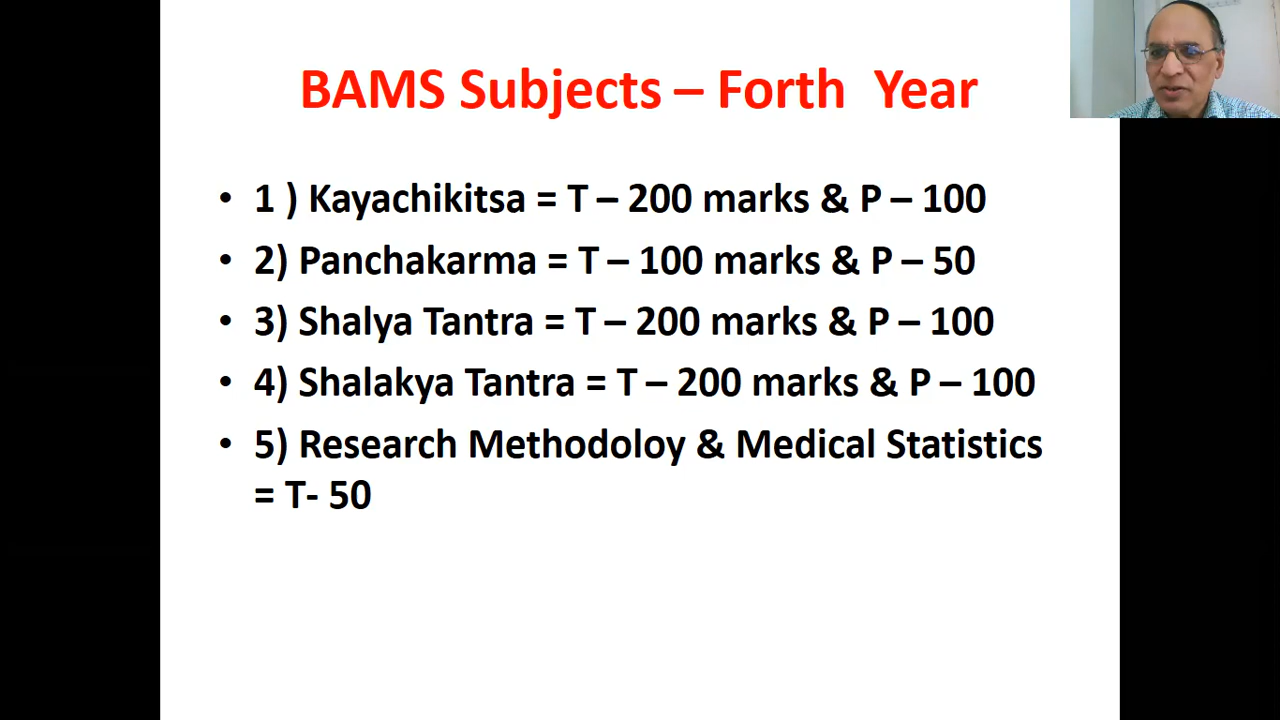 BAMS Subjects – Forth Year
• 1 ) Kayachikitsa = T – 200 marks & P – 100
• 2) Panchakarma = T – 100 marks & P – 50
• 3) Shalya Tantra = T – 200 marks & P – 100
• 4) Shalakya Tantra = T – 200 marks & P – 100
• 5) Research Methodoloy & Medical Statistics
= T- 50